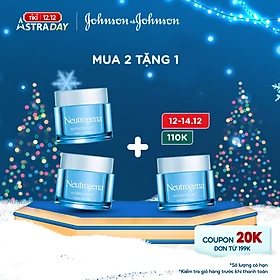 tiki 12.12
ASTRA DAY
Johnson & Johnson
MUA 2 TẶNG 1
Neutrogena
Neutrogena
Neutrogena
12-14.12
110K
COUPON 20K
ĐƠN TỪ 199K
*Số lượng có hạn
*Kiểm tra giỏ hàng trước khi thanh toán